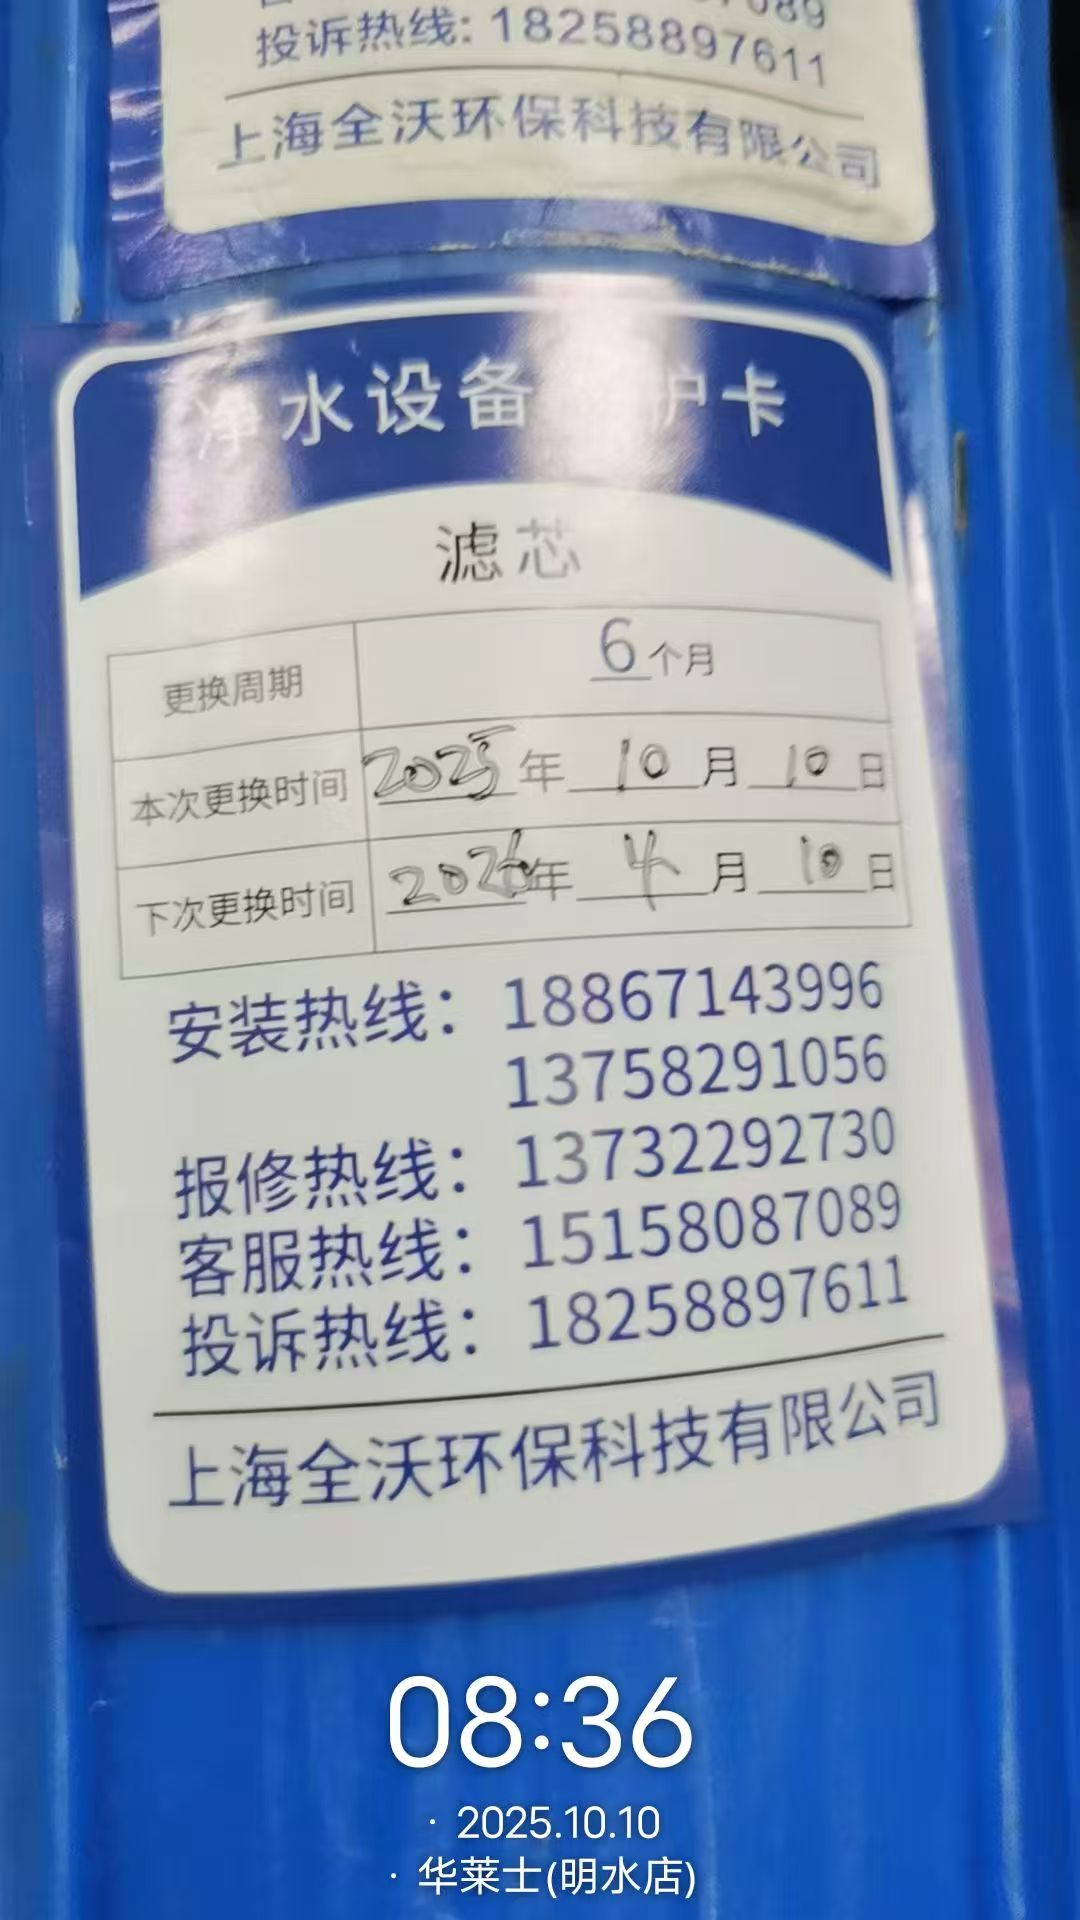 投诉热线: 18258897611
上海全沃环保科技有限公司
净水设备 护卡
滤芯
更换周期 6个月
本次更换时间 2025年10月10日
下次更换时间 2026年4月10日
安装热线： 18867143996
13758291056
报修热线： 13732292730
客服热线： 15158087089
投诉热线： 18258897611
上海全沃环保科技有限公司
08:36
· 2025.10.10
· 华莱士(明水店)